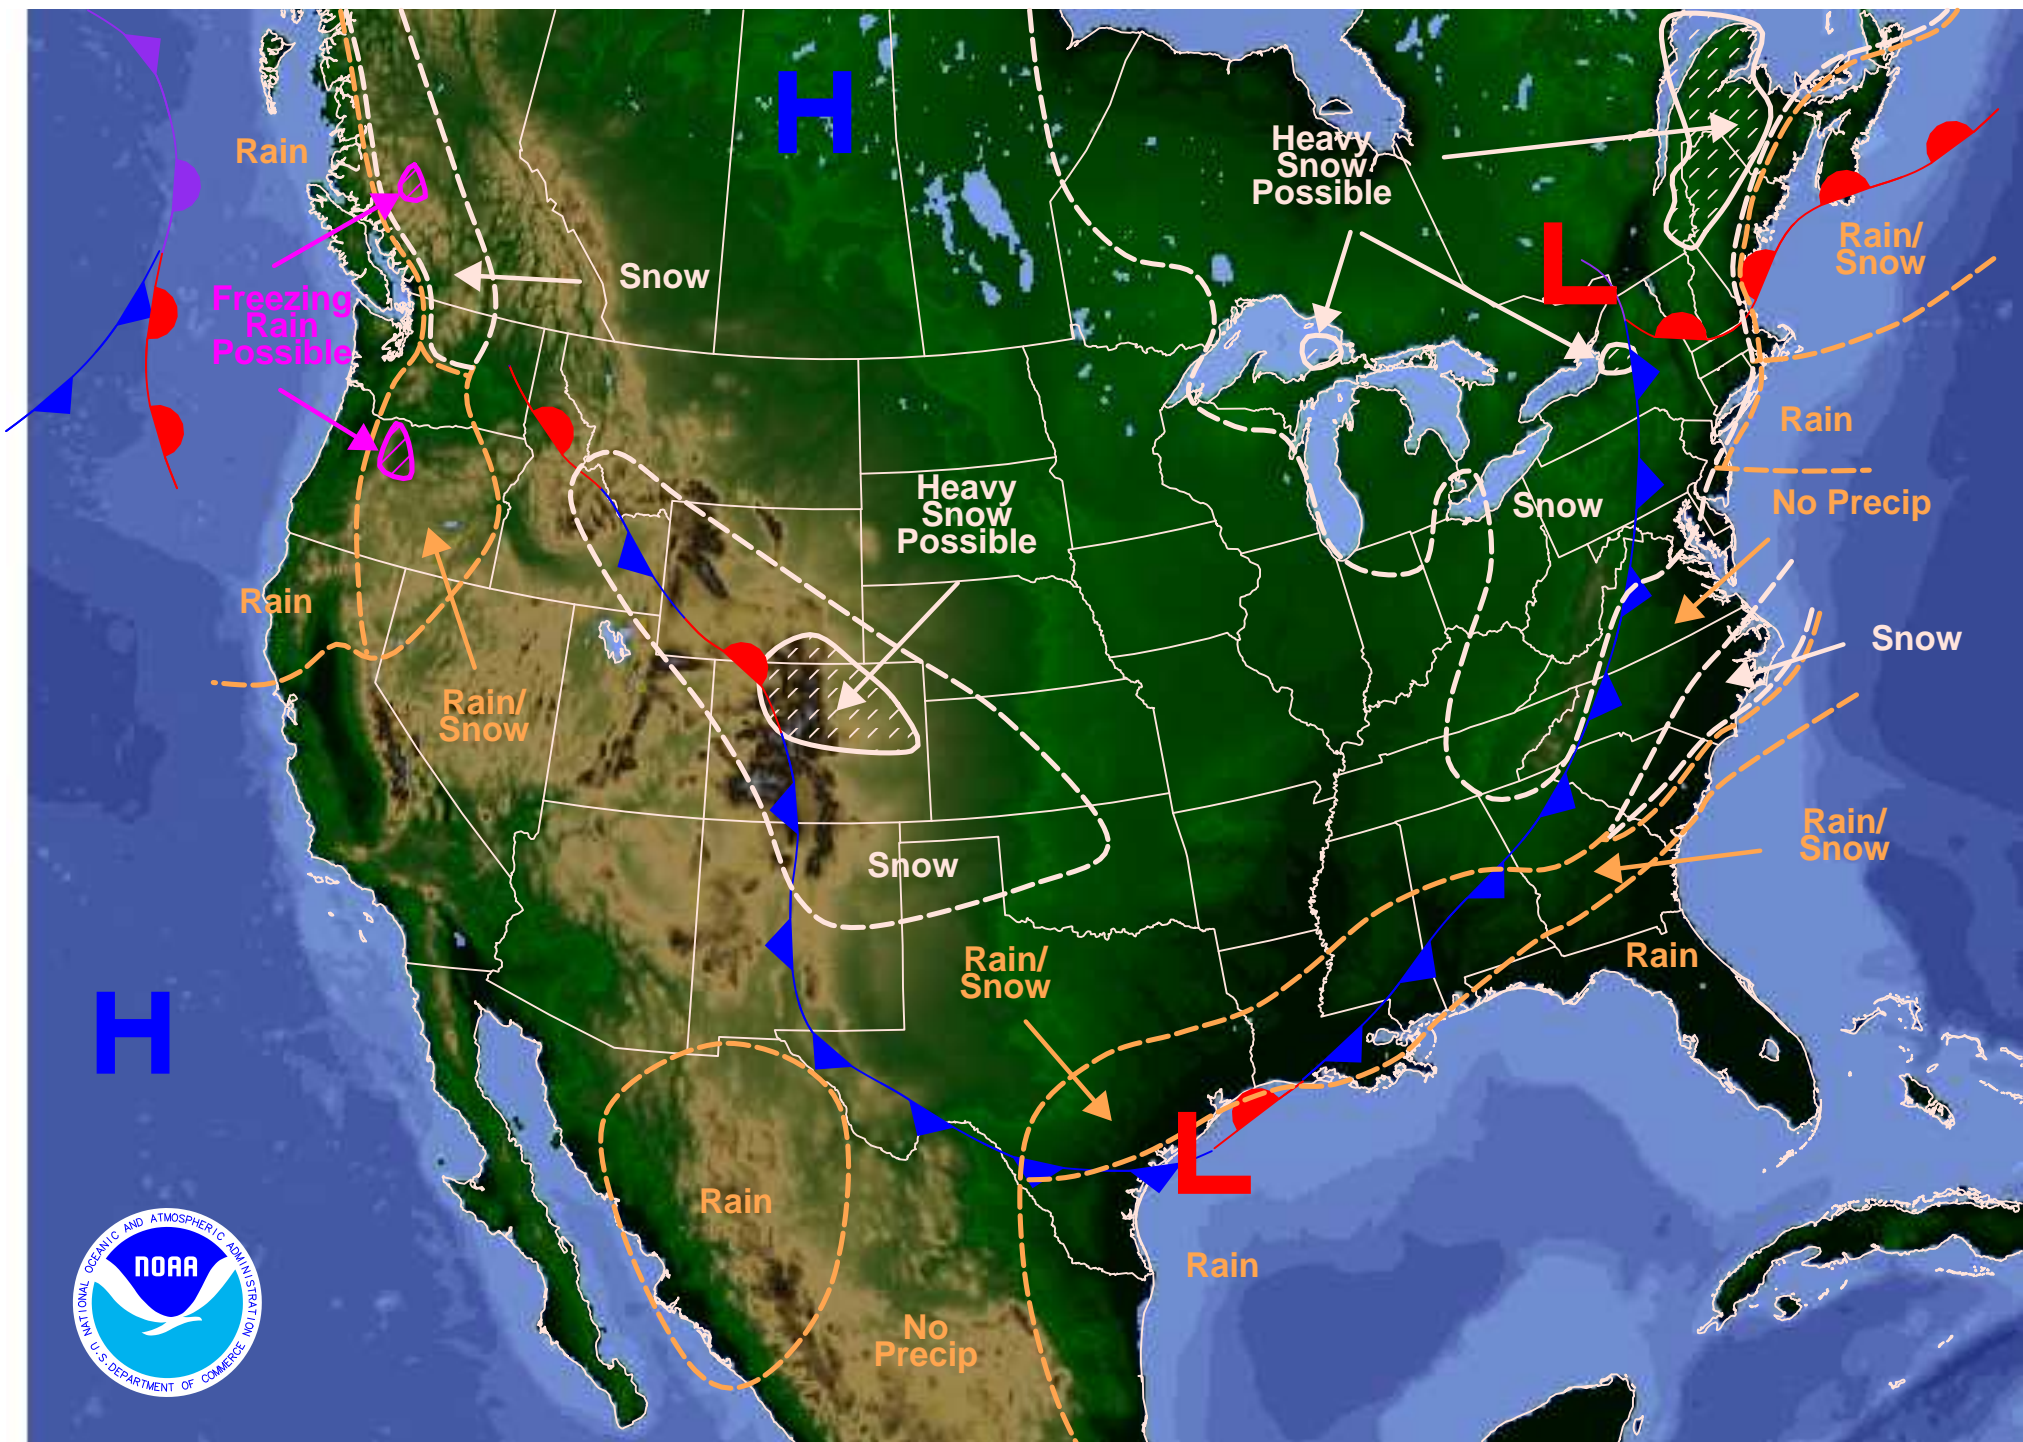 H
Rain
Heavy
Snow
Possible
Rain/
Snow
L
Snow
Freezing
Rain
Possible
Rain
Heavy
Snow
Possible
Snow
No Precip
Rain
Snow
Rain/
Snow
Rain/
Snow
Snow
Rain/
Snow
Rain
H
L
Rain
Rain
No
Precip
NATIONAL OCEANIC AND ATMOSPHERIC ADMINISTRATION
NOAA
U.S. DEPARTMENT OF COMMERCE